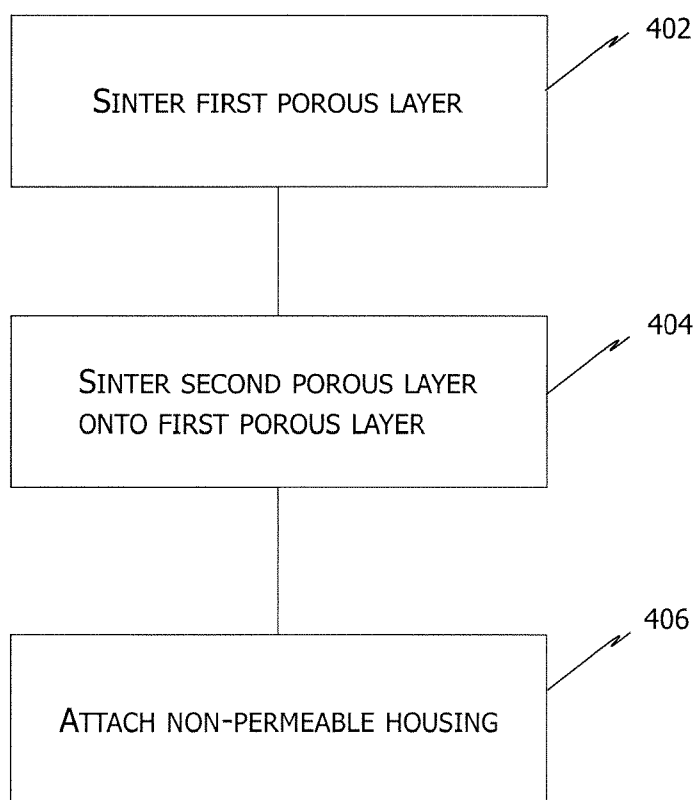 402
SINTER FIRST POROUS LAYER
404
SINTER SECOND POROUS LAYER
ONTO FIRST POROUS LAYER
406
ATTACH NON-PERMEABLE HOUSING